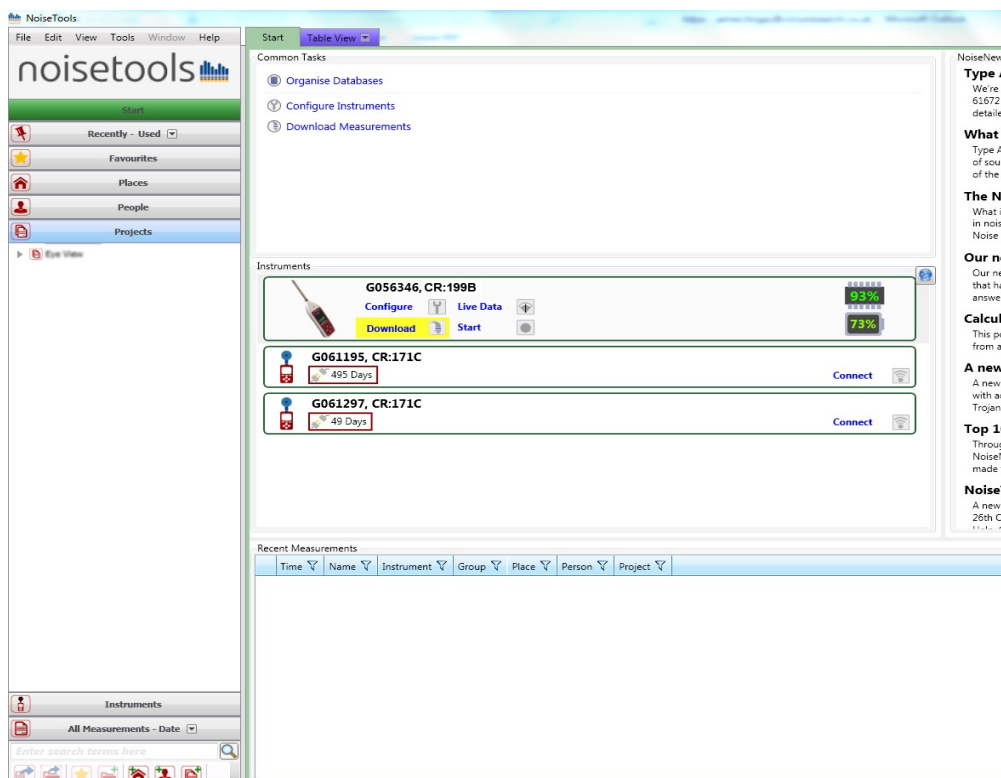 NoiseTools
File Edit View Tools Window Help
noisetools
Start
Recently - Used
Favourites
Places
People
Projects
Eye View
Instruments
All Measurements - Date
Enter search terms here
Start Table View
Common Tasks
Organise Databases
Configure Instruments
Download Measurements
Instruments
G056346, CR:199B
Configure Live Data
Download Start
93%
73%
G061195, CR:171C
495 Days
Connect
G061297, CR:171C
49 Days
Connect
Recent Measurements
Time Name Instrument Group Place Person Project
NoiseNew
Type A
We're
61672
detaile
What
Type A
of sou
of the
The N
What i
in nois
Noise
Our ne
Our ne
that ha
answe
Calcul
This po
from a
A new
A new
with a
Trojan
Top 1
Throug
NoiseN
made
Noise
A new
26th O